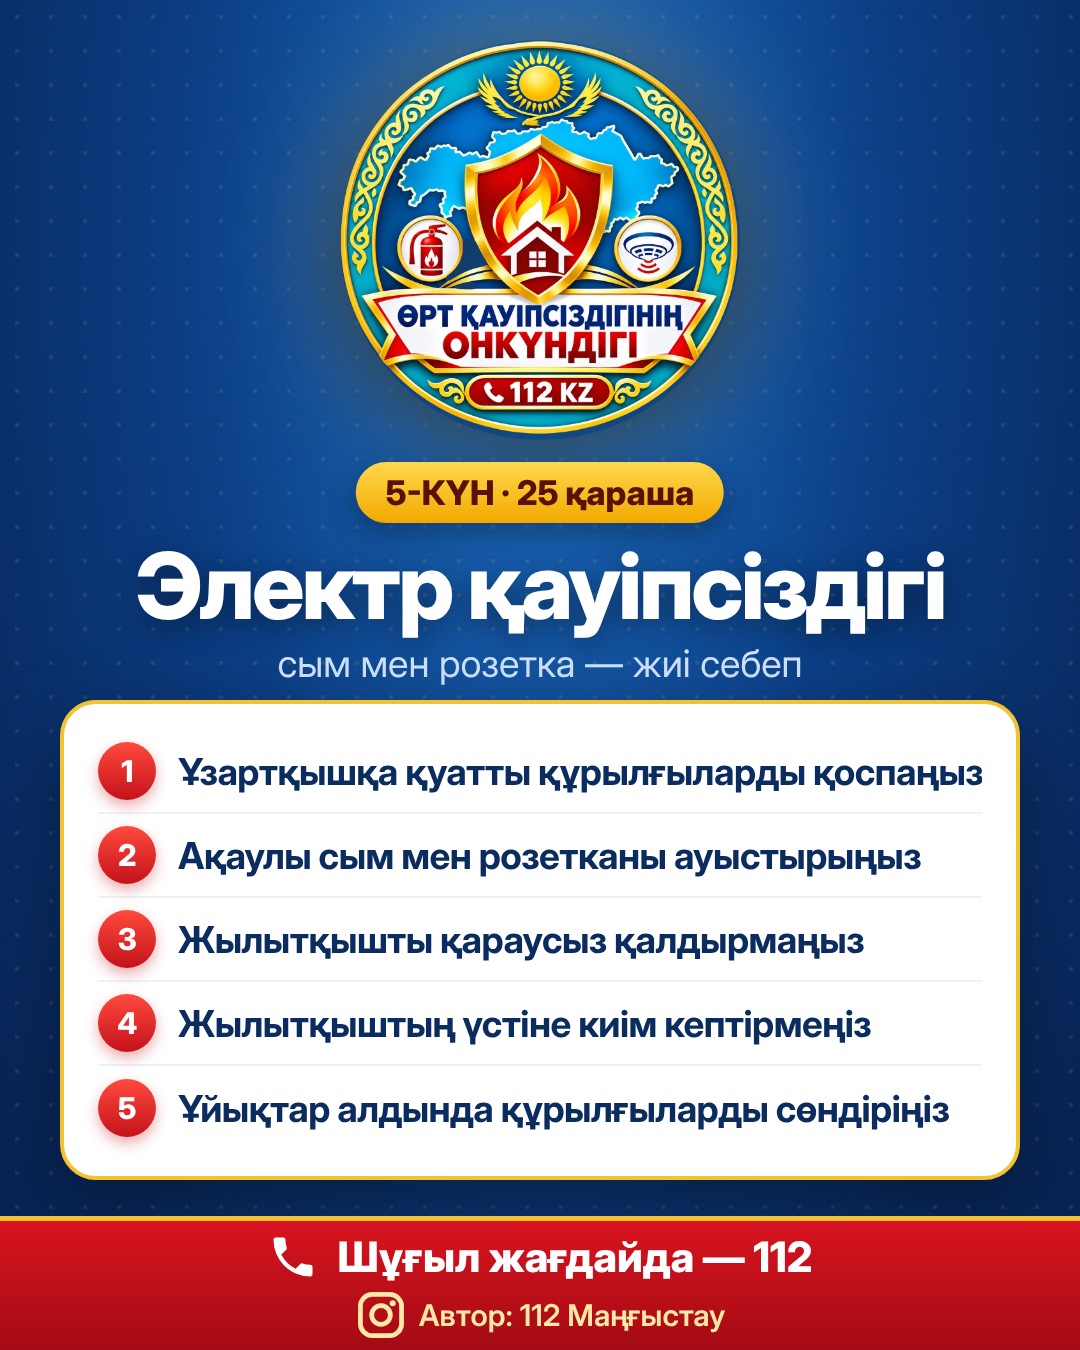 ӨРТ ҚАУІПСІЗДІГІНІҢ
ОНКҮНДІГІ
112 KZ
5-КҮН · 25 қараша
Электр қауіпсіздігі
сым мен розетка — жиі себеп
1 Ұзартқышқа қуатты құрылғыларды қоспаңыз
2 Ақаулы сым мен розетканы ауыстырыңыз
3 Жылытқышты қараусыз қалдырмаңыз
4 Жылытқыштың үстіне киім кептірмеңіз
5 Ұйықтар алдында құрылғыларды сөндіріңіз
Шұғыл жағдайда — 112
Автор: 112 Маңғыстау